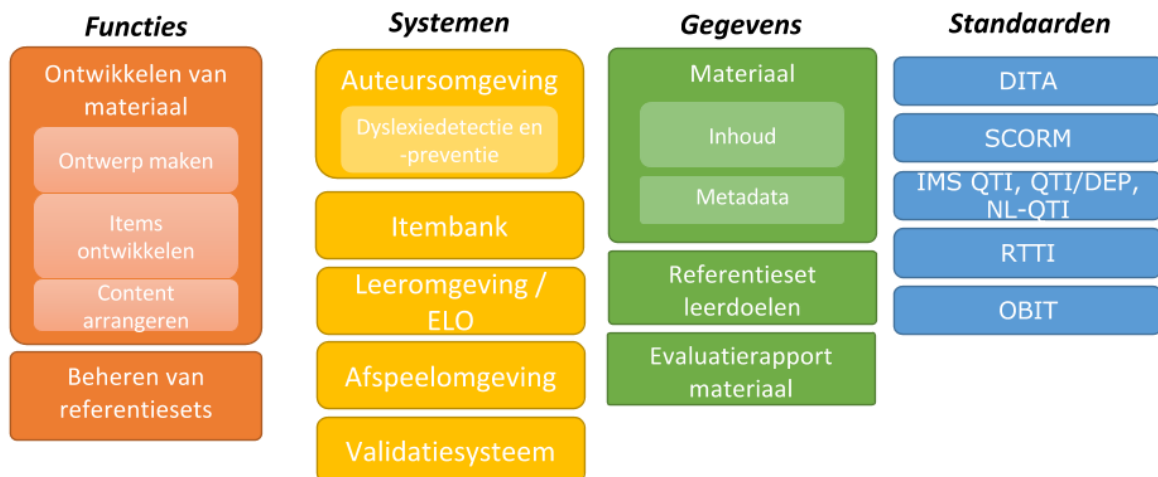 Functies
Ontwikkelen van
materiaal
Ontwerp maken
Items
ontwikkelen
Content
arrangeren
Beheren van
referentiesets
Systemen
Auteursomgeving
Dyslexiedetectie en
-preventie
Itembank
Leeromgeving /
ELO
Afspeelomgeving
Validatiesysteem
Gegevens
Materiaal
Inhoud
Metadata
Referentieset
leerdoelen
Evaluatierapport
materiaal
Standaarden
DITA
SCORM
IMS QTI, QTI/DEP,
NL-QTI
RTTI
OBIT